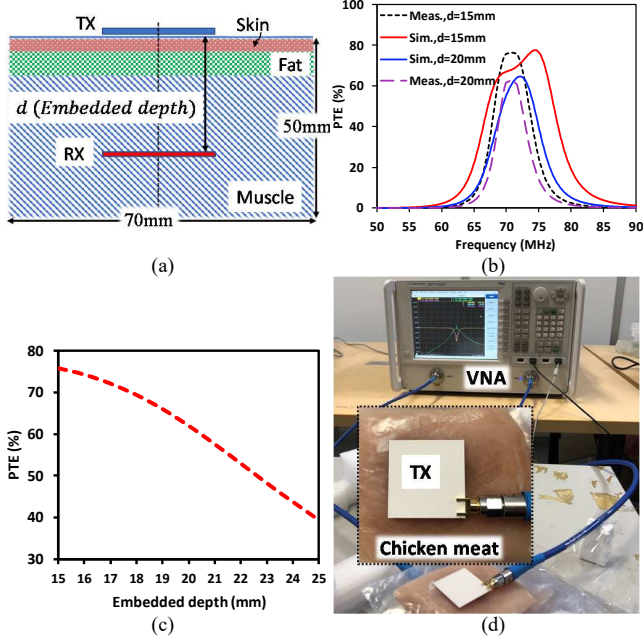 TX
Skin
Fat
d (Embedded depth)
50mm
RX
Muscle
70mm
(a)
100
80
60
40
20
0
PTE (%)
Meas.,d=15mm
Sim.,d=15mm
Sim.,d=20mm
Meas.,d=20mm
50 55 60 65 70 75 80 85 90
Frequency (MHz)
(b)
80
70
60
50
40
30
PTE (%)
15 16 17 18 19 20 21 22 23 24 25
Embedded depth (mm)
(c)
VNA
TX
Chicken meat
(d)